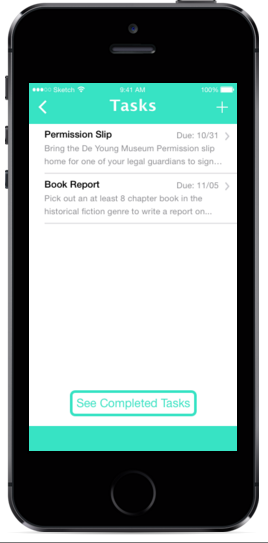 Sketch 9:41 AM 100%
Tasks
Permission Slip Due: 10/31
Bring the De Young Museum Permission slip
home for one of your legal guardians to sign...
Book Report Due: 11/05
Pick out an at least 8 chapter book in the
historical fiction genre to write a report on...
See Completed Tasks